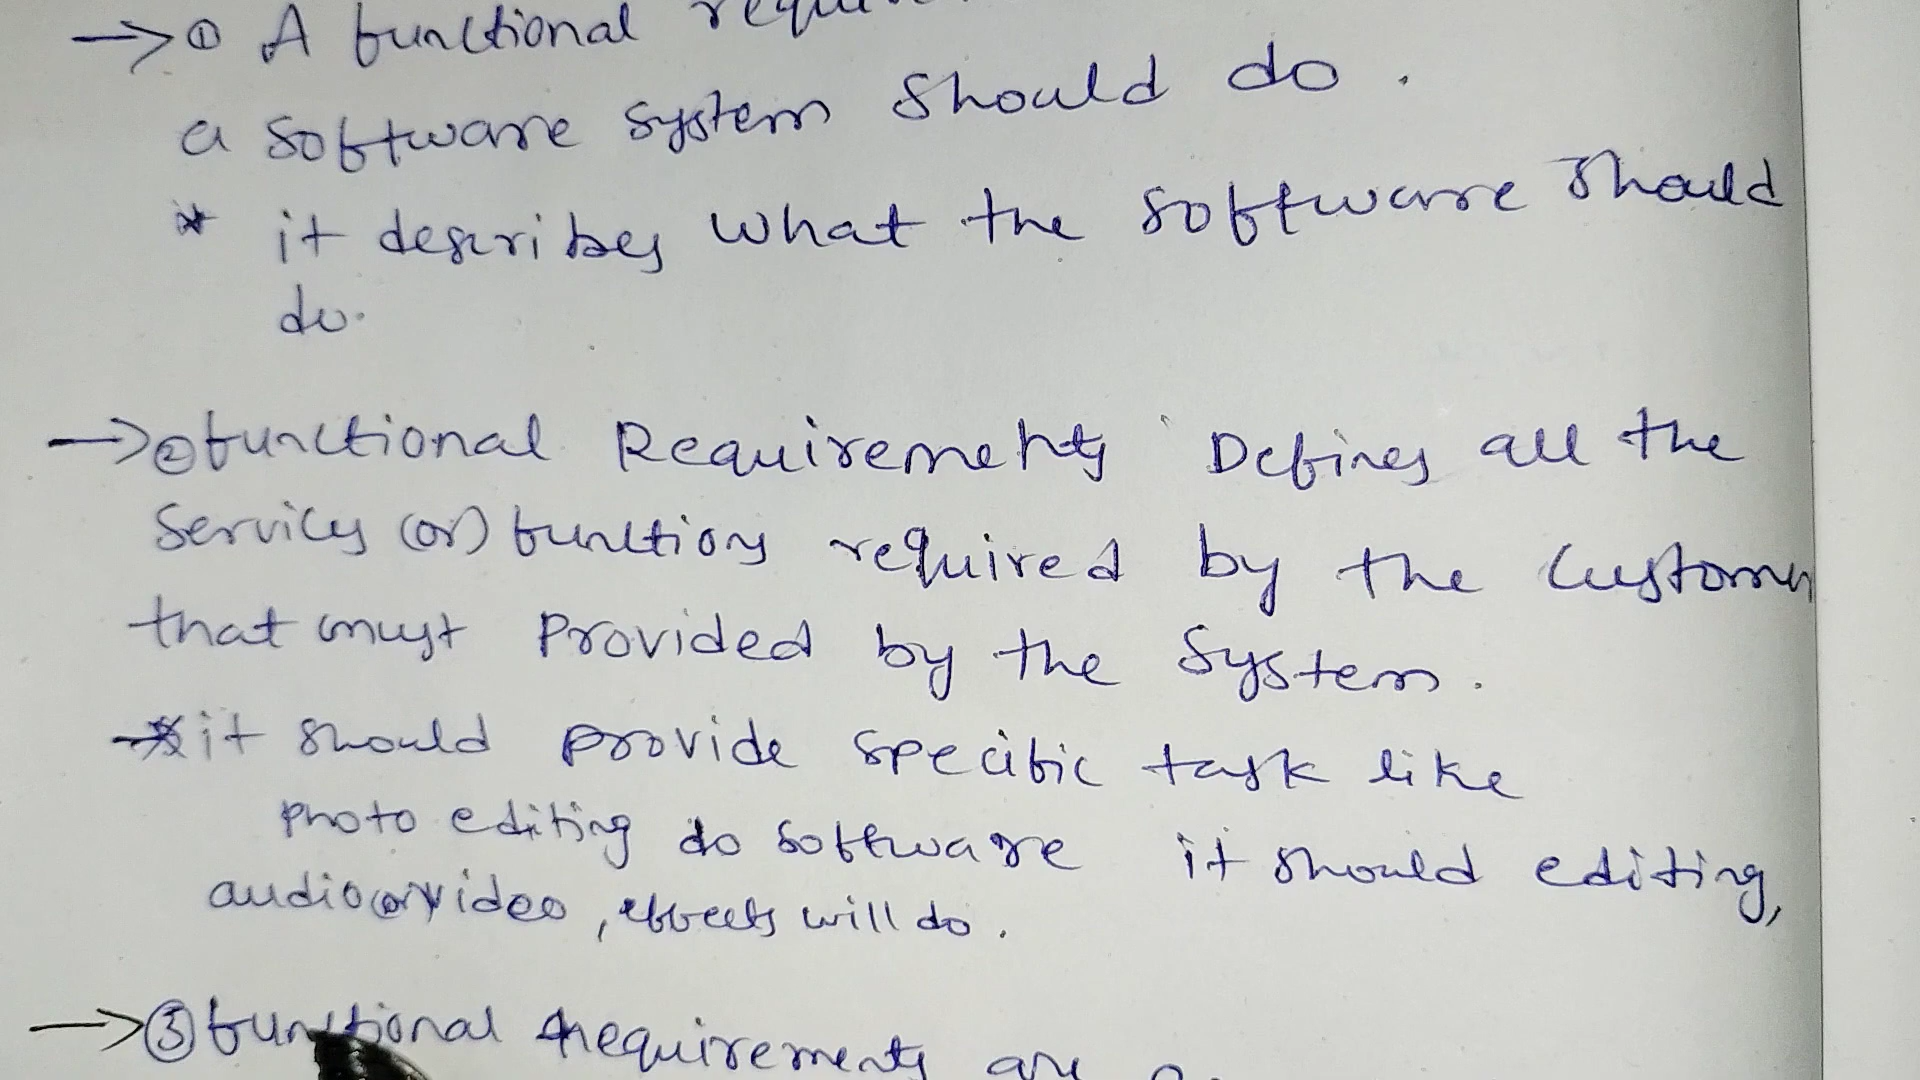 →① A functional
a software system should do.
* it describes what the software should
do.
→② functional Requirements Defines all the
Services (or) functions required by the Customer
that must Provided by the System.
* it should provide specific task like
photo editing do software it should editing,
audio (or) video, effects will do.
→③ functional Requirements are